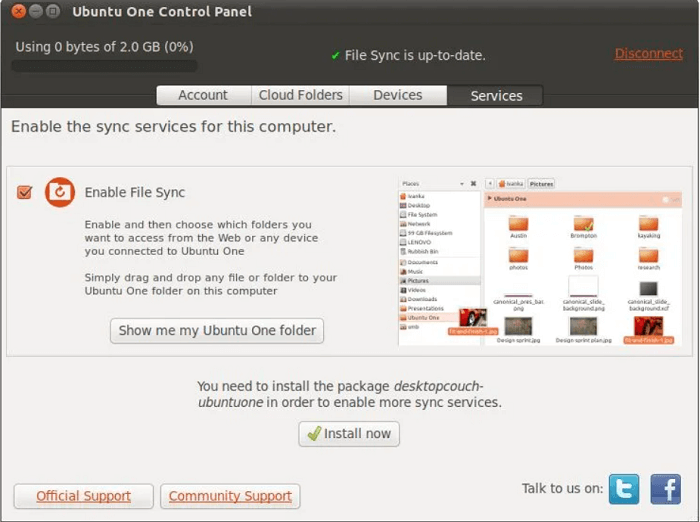 Ubuntu One Control Panel
Using 0 bytes of 2.0 GB (0%)
✔ File Sync is up-to-date.
Disconnect
Account
Cloud Folders
Devices
Services
Enable the sync services for this computer.
Enable File Sync
Enable and then choose which folders you
want to access from the Web or any device
you connected to Ubuntu One
Simply drag and drop any file or folder to your
Ubuntu One folder on this computer
Show me my Ubuntu One folder
Places
ivanka
Desktop
File System
Network
99 GB Filesystem
LENOVO
Rubbish Bin
Documents
Music
Pictures
Videos
Downloads
Presentations
Ubuntu One
omb
ivanka
Pictures
Ubuntu One
Austin
Brompton
kayaking
photos
Photos
research
canonical_pres_bar.
png
canonical_slide_
background.png
canonical_slide_
background.xcf
Design sprint.jpg
Design sprint plan.jpg
fit-and-finish-1.jpg
fit-and-finish-1.jpg
You need to install the package desktopcouch-
ubuntuone in order to enable more sync services.
Install now
Official Support
Community Support
Talk to us on:
t
f